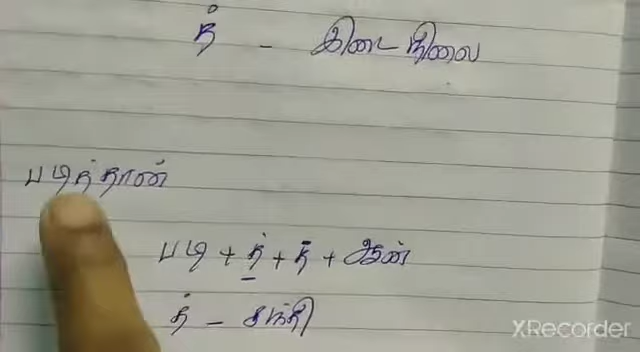 த் - இடைநிலை
படித்தான்
படி + த் + த் + ஆன்
த் - சந்தி
XRecorder